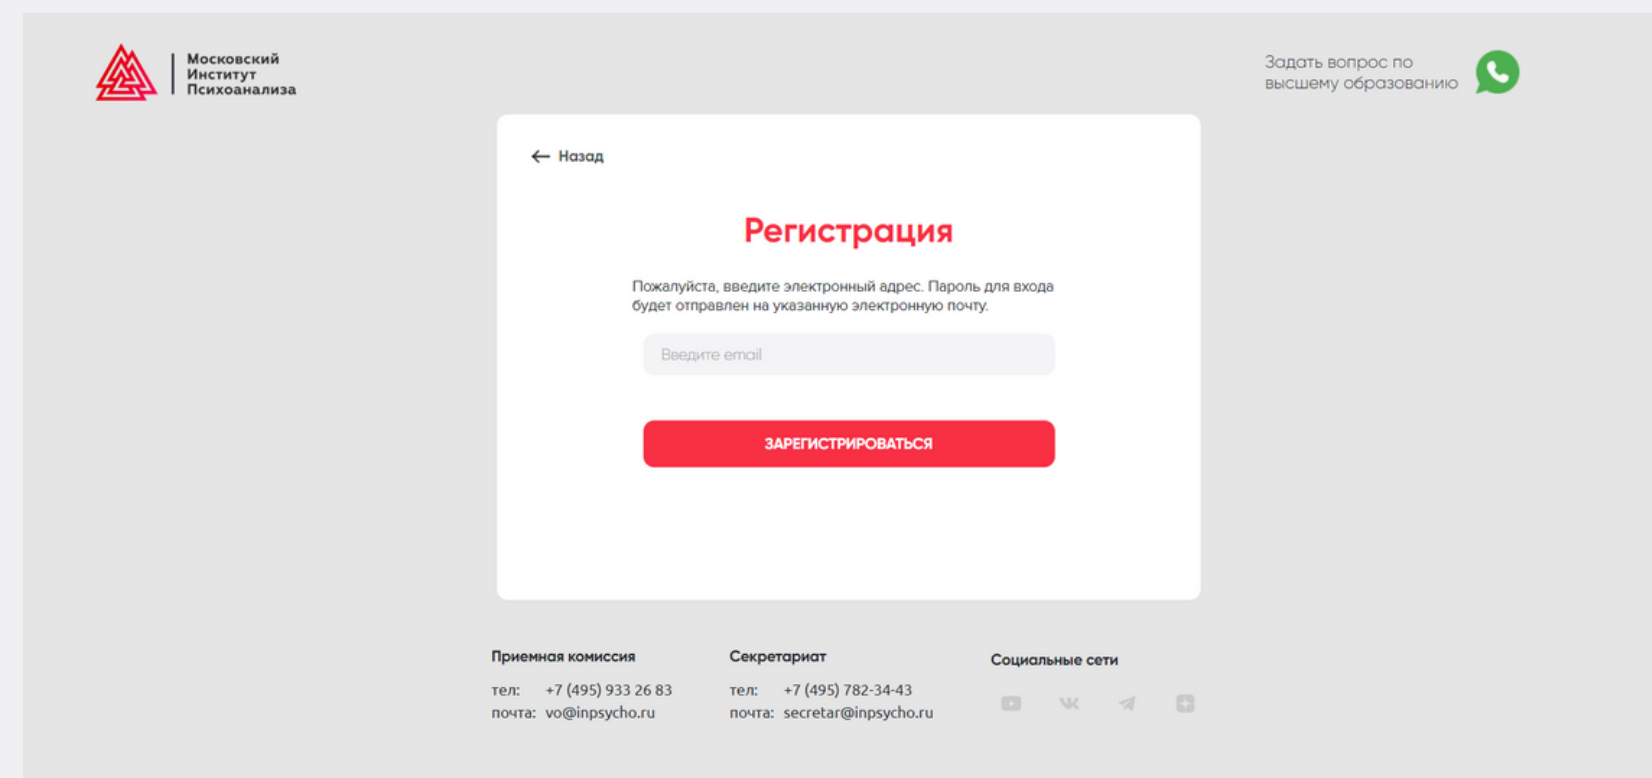 Московский
Институт
Психоанализа
Задать вопрос по
высшему образованию
← Назад
Регистрация
Пожалуйста, введите электронный адрес. Пароль для входа
будет отправлен на указанную электронную почту.
Введите email
ЗАРЕГИСТРИРОВАТЬСЯ
Приемная комиссия
тел: +7 (495) 933 26 83
почта: vo@inpsycho.ru
Секретариат
тел: +7 (495) 782-34-43
почта: secretar@inpsycho.ru
Социальные сети